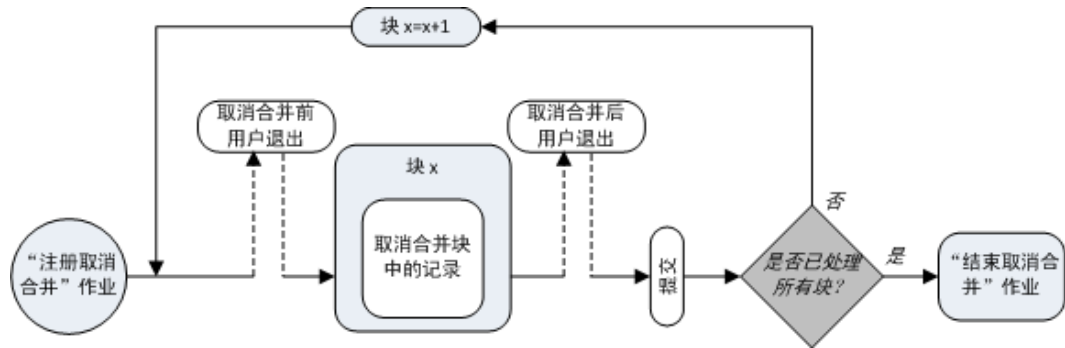 块 x=x+1
取消合并前
用户退出
取消合并后
用户退出
块 x
取消合并块
中的记录
“注册取消
合并”作业
提交
是否已处理
所有块?
否
是
“结束取消合
并”作业